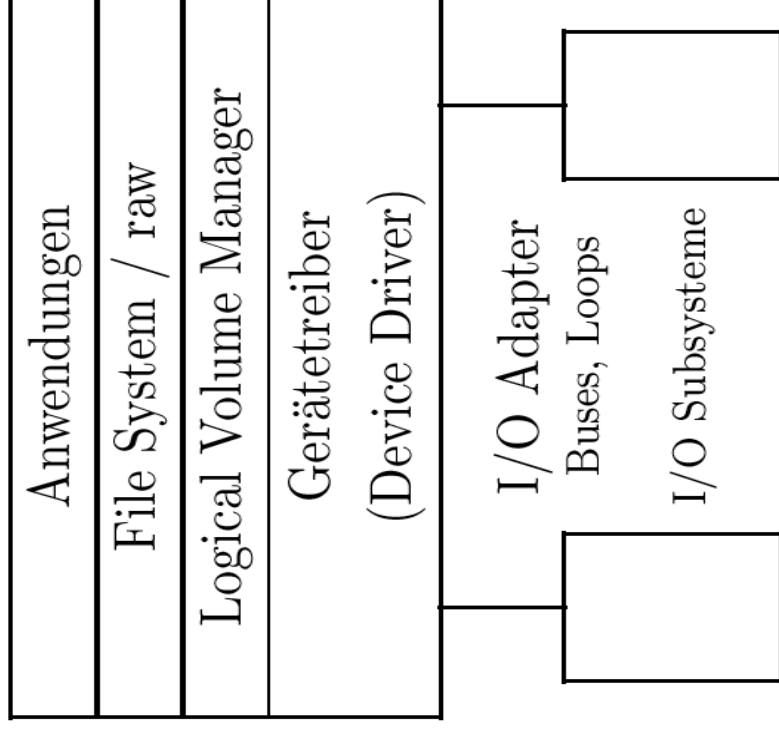 Anwendungen
File System / raw
Logical Volume Manager
Gerätetreiber
(Device Driver)
I/O Adapter
Buses, Loops
I/O Subsysteme